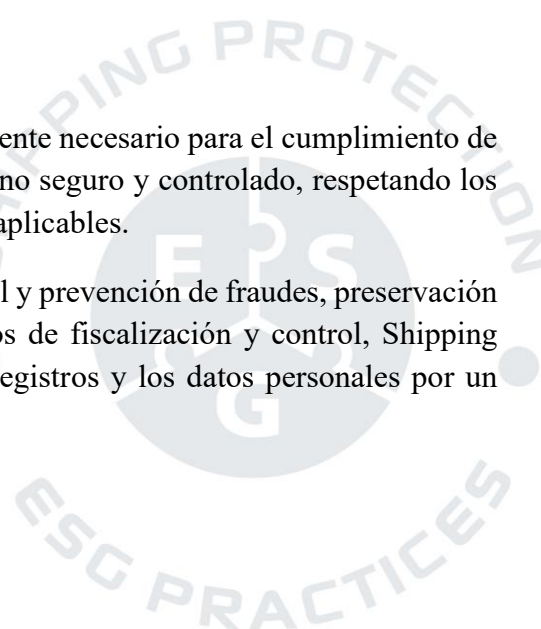 SHIPPING PROTECTION
ente necesario para el cumplimiento de
no seguro y controlado, respetando los
aplicables.
E P S
G
l y prevención de fraudes, preservación
os de fiscalización y control, Shipping
egistros y los datos personales por un
ESG PRACTICES